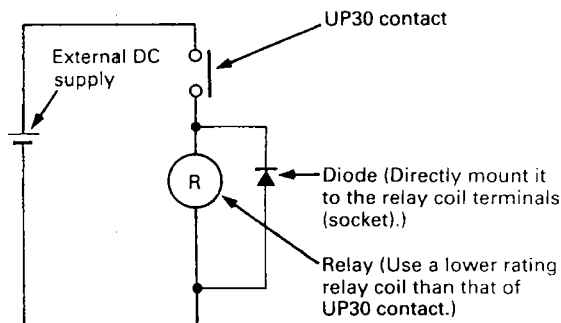 UP30 contact
External DC
supply
R
Diode (Directly mount it
to the relay coil terminals
(socket).)
Relay (Use a lower rating
relay coil than that of
UP30 contact.)